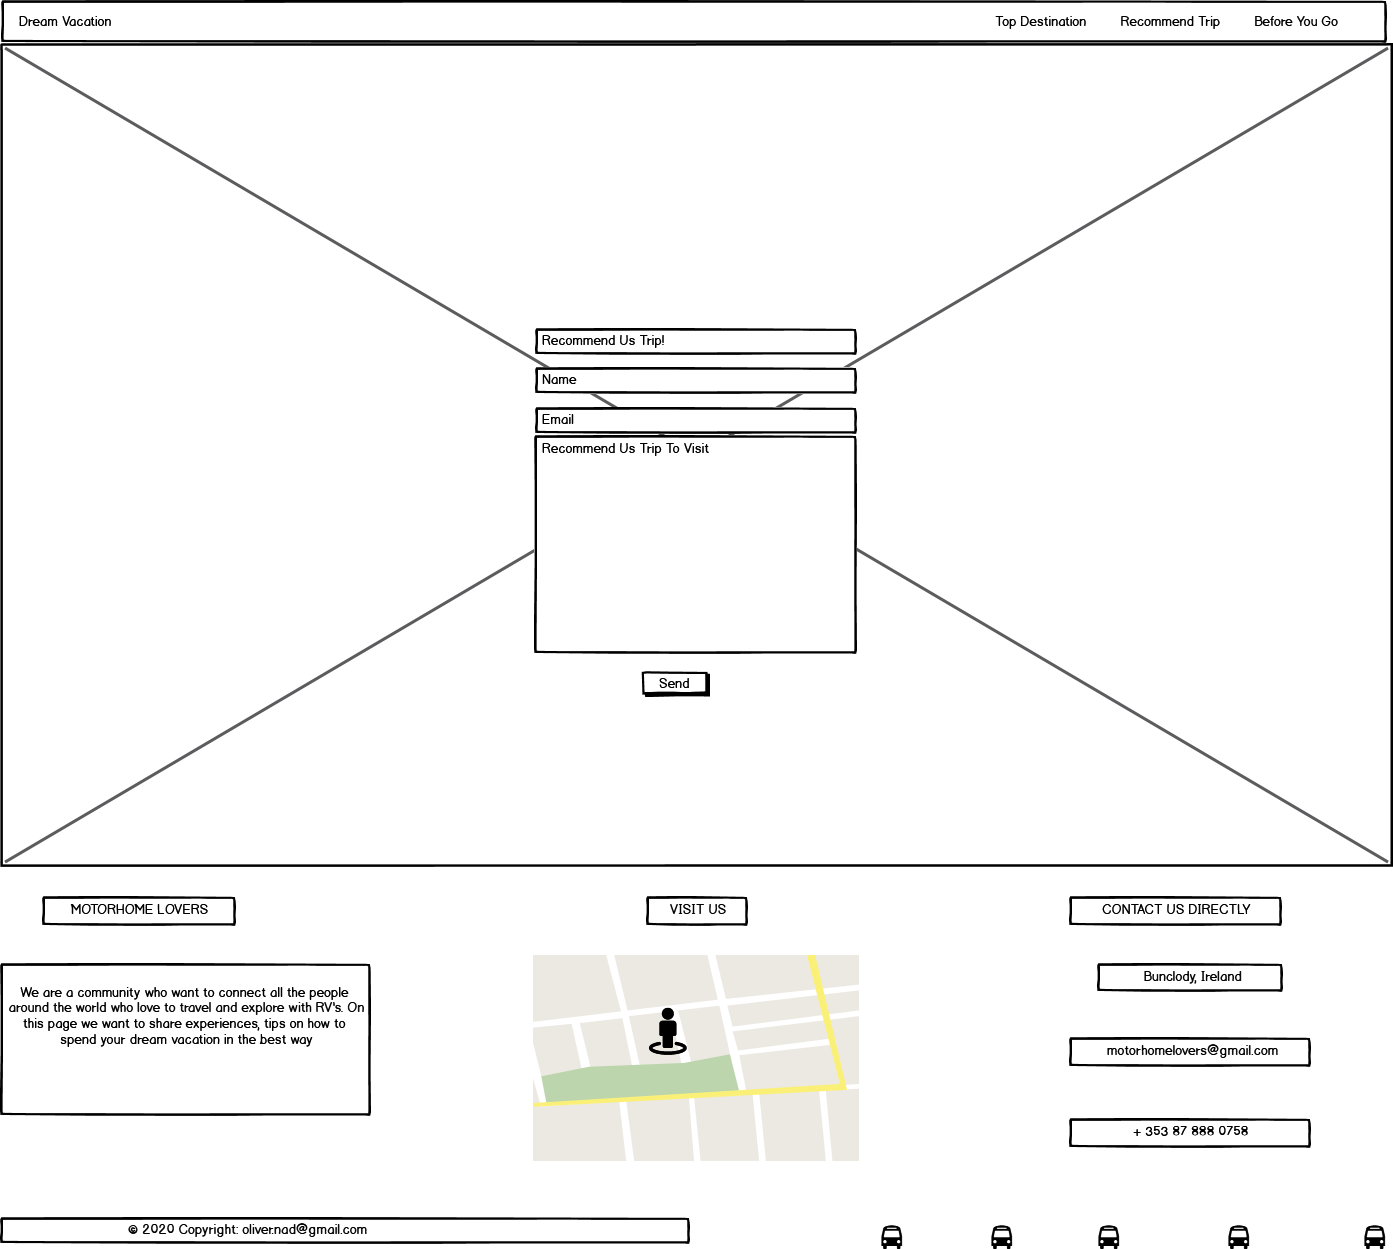 Dream Vacation
Top Destination
Recommend Trip
Before You Go
Recommend Us Trip!
Name
Email
Recommend Us Trip To Visit
Send
MOTORHOME LOVERS
We are a community who want to connect all the people
around the world who love to travel and explore with RV's. On
this page we want to share experiences, tips on how to
spend your dream vacation in the best way
VISIT US
CONTACT US DIRECTLY
Bunclody, Ireland
motorhomelovers@gmail.com
+ 353 87 888 0758
© 2020 Copyright: oliver.nad@gmail.com